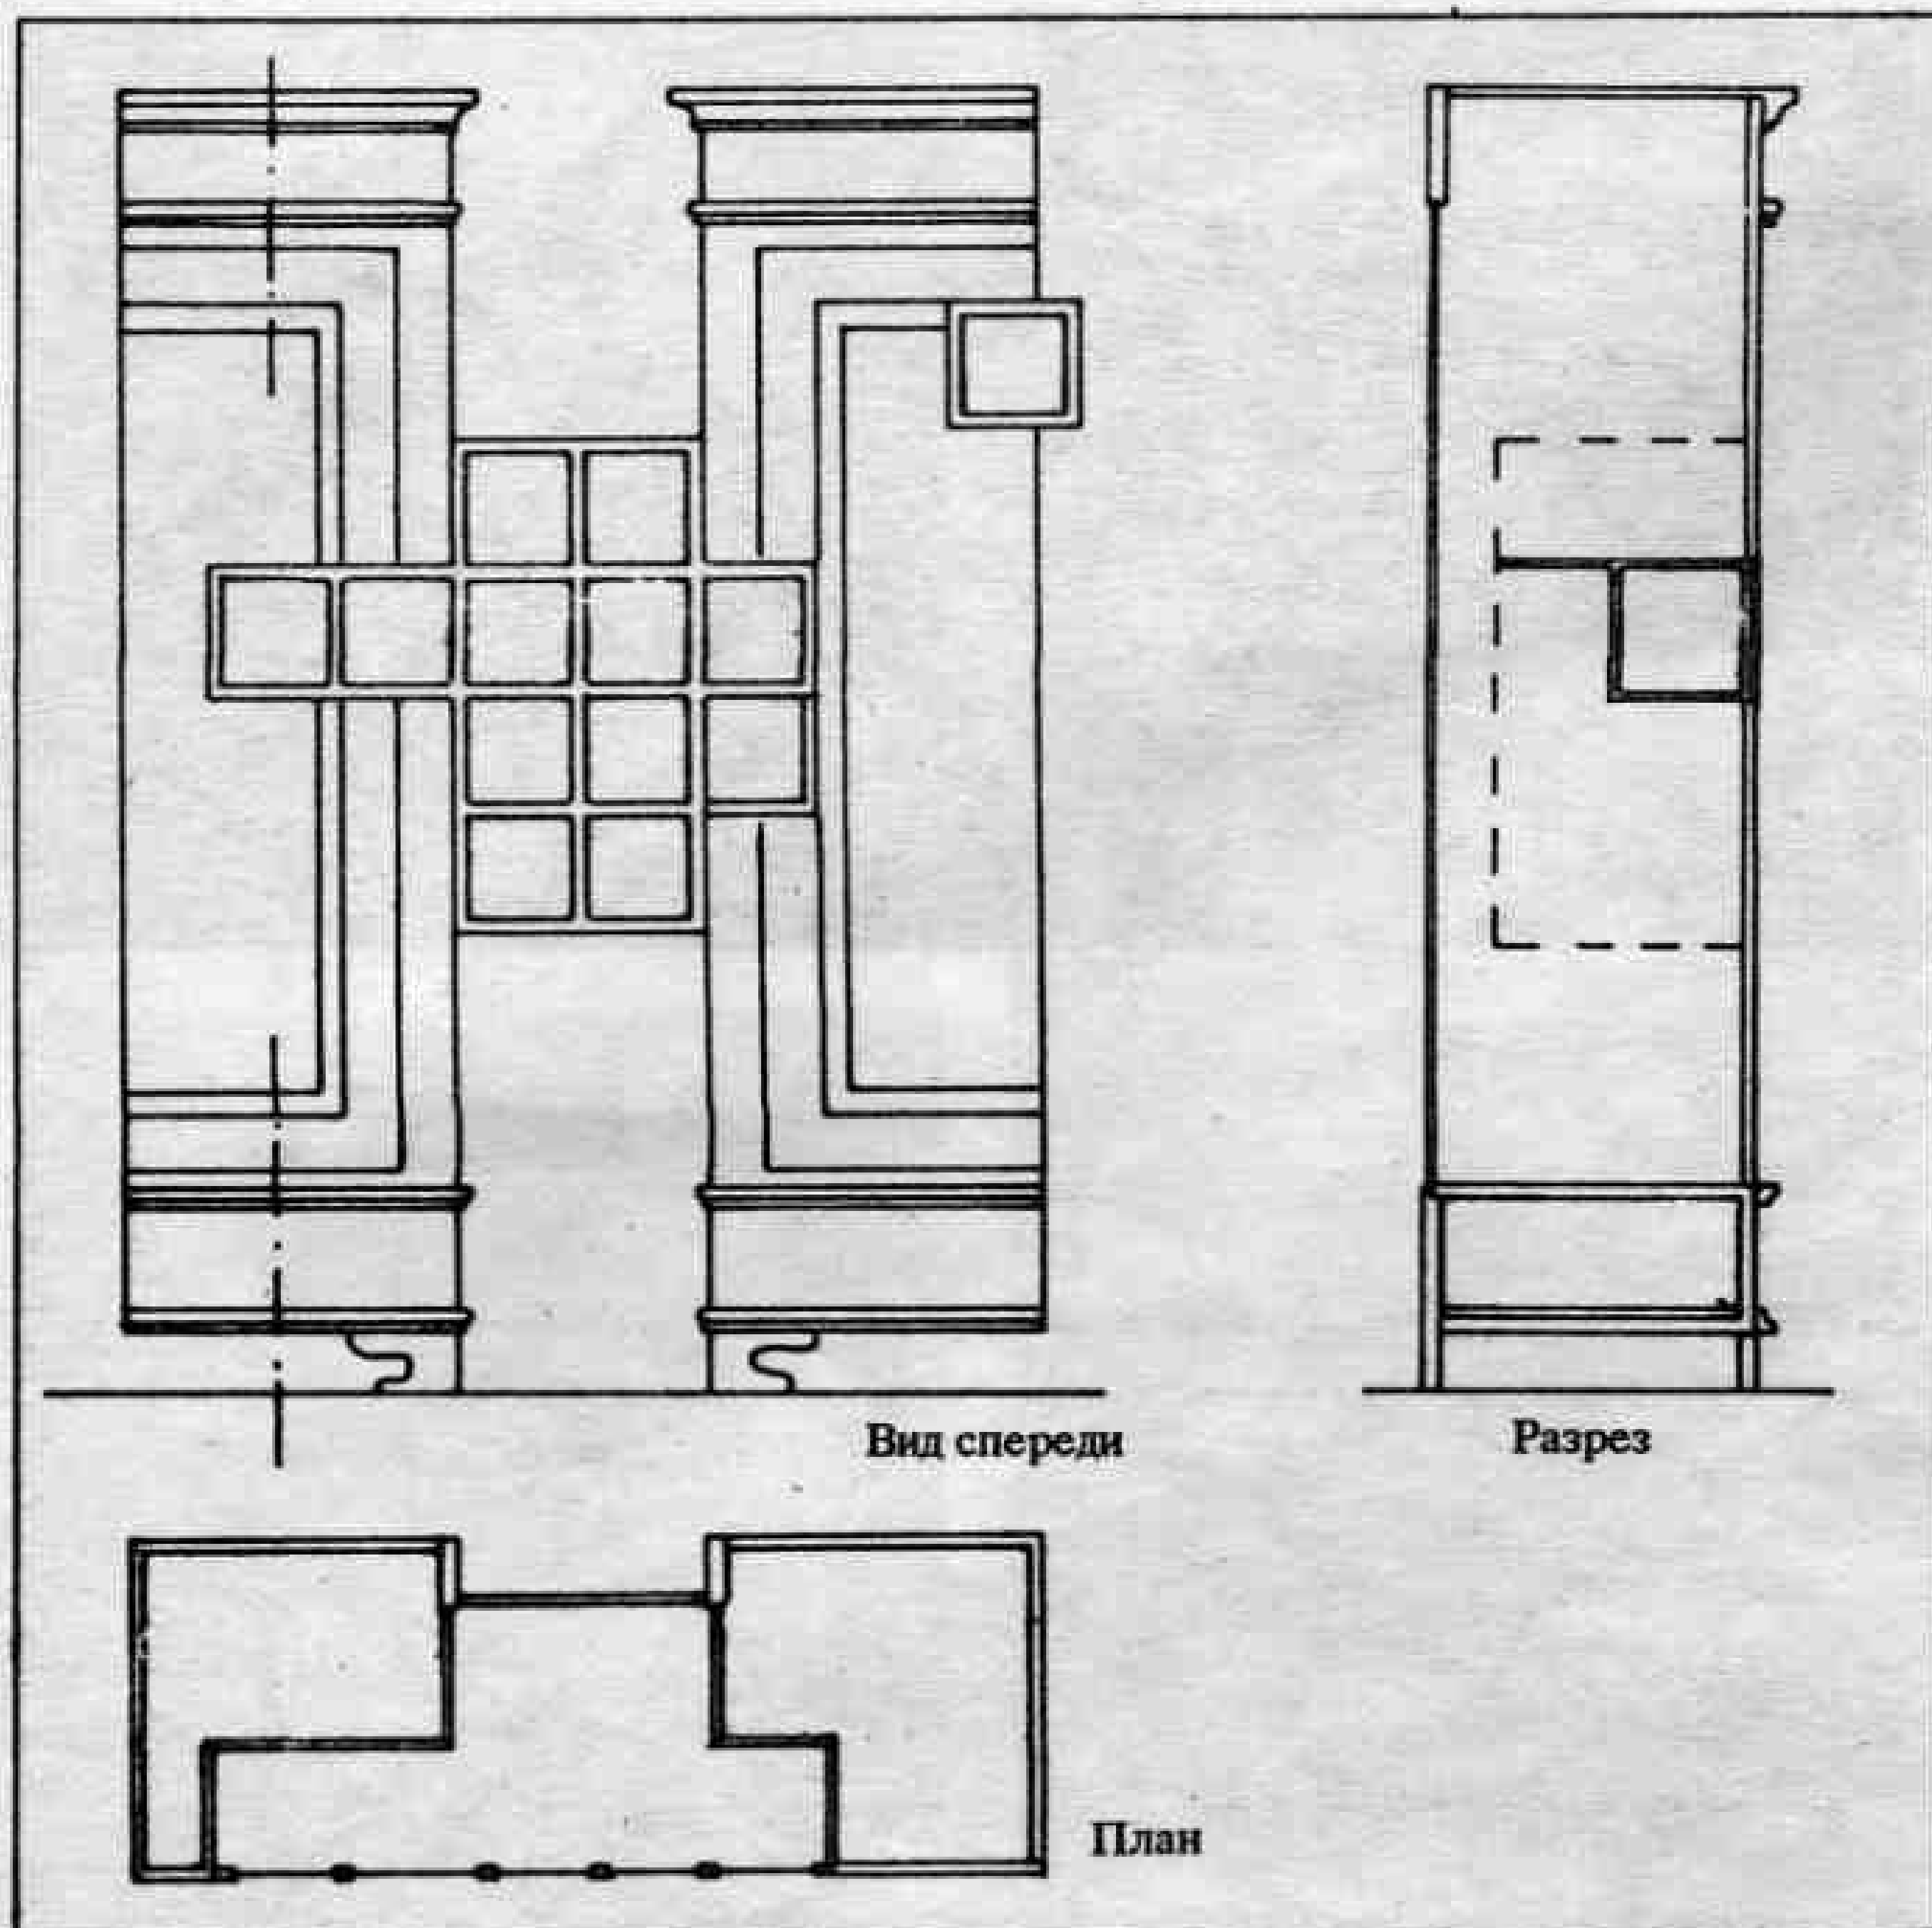 Вид спереди
Разрез
План